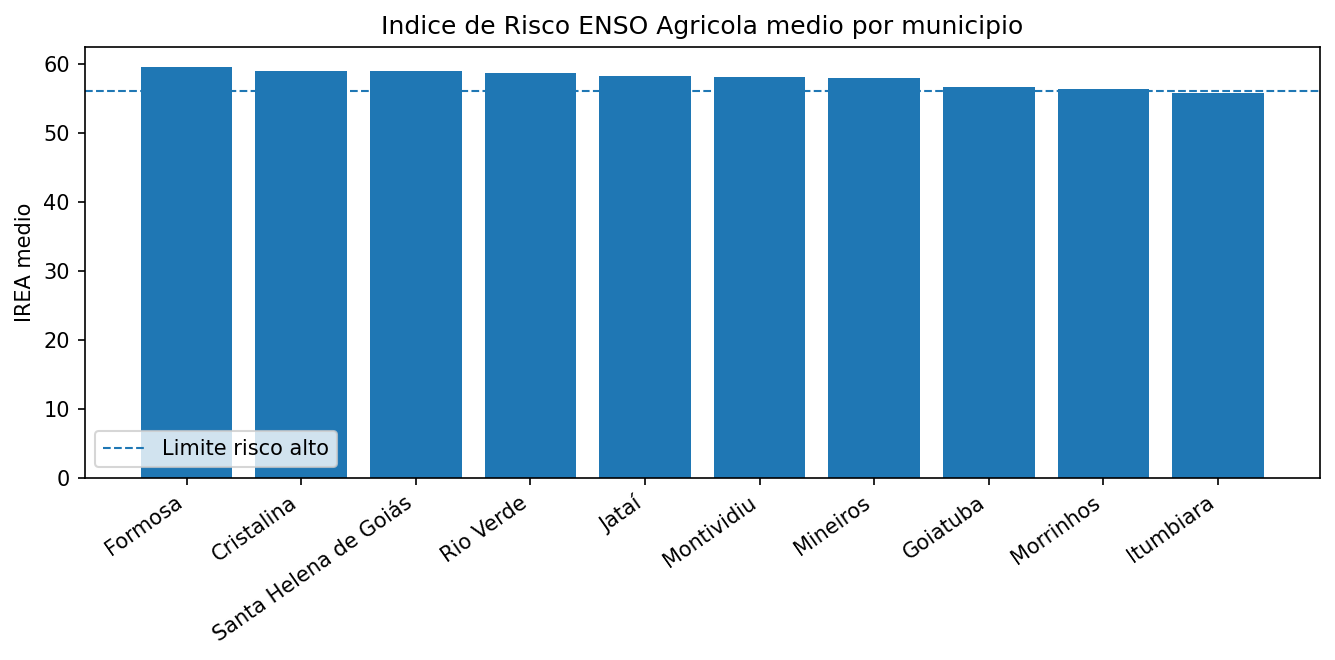 Indice de Risco ENSO Agricola medio por municipio
IREA medio
60
50
40
30
20
10
0
Limite risco alto
Formosa
Cristalina
Santa Helena de Goiás
Rio Verde
Jataí
Montividiu
Mineiros
Goiatuba
Morrinhos
Itumbiara